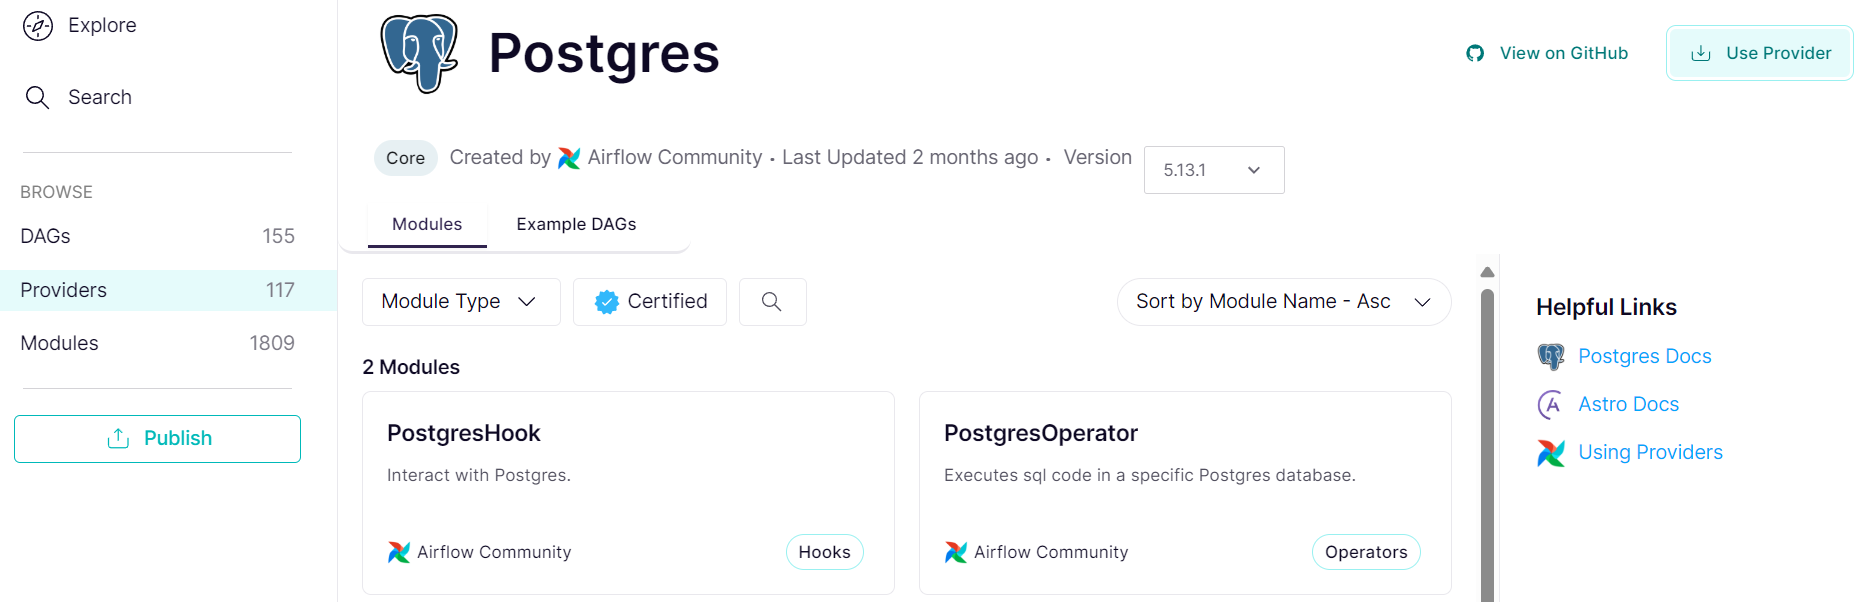 Explore
Search
BROWSE
DAGs 155
Providers 117
Modules 1809
Publish
Postgres
View on GitHub
Use Provider
Core Created by Airflow Community • Last Updated 2 months ago • Version 5.13.1
Modules Example DAGs
Module Type Certified Sort by Module Name - Asc
2 Modules
PostgresHook
Interact with Postgres.
Airflow Community Hooks
PostgresOperator
Executes sql code in a specific Postgres database.
Airflow Community Operators
Helpful Links
Postgres Docs
Astro Docs
Using Providers